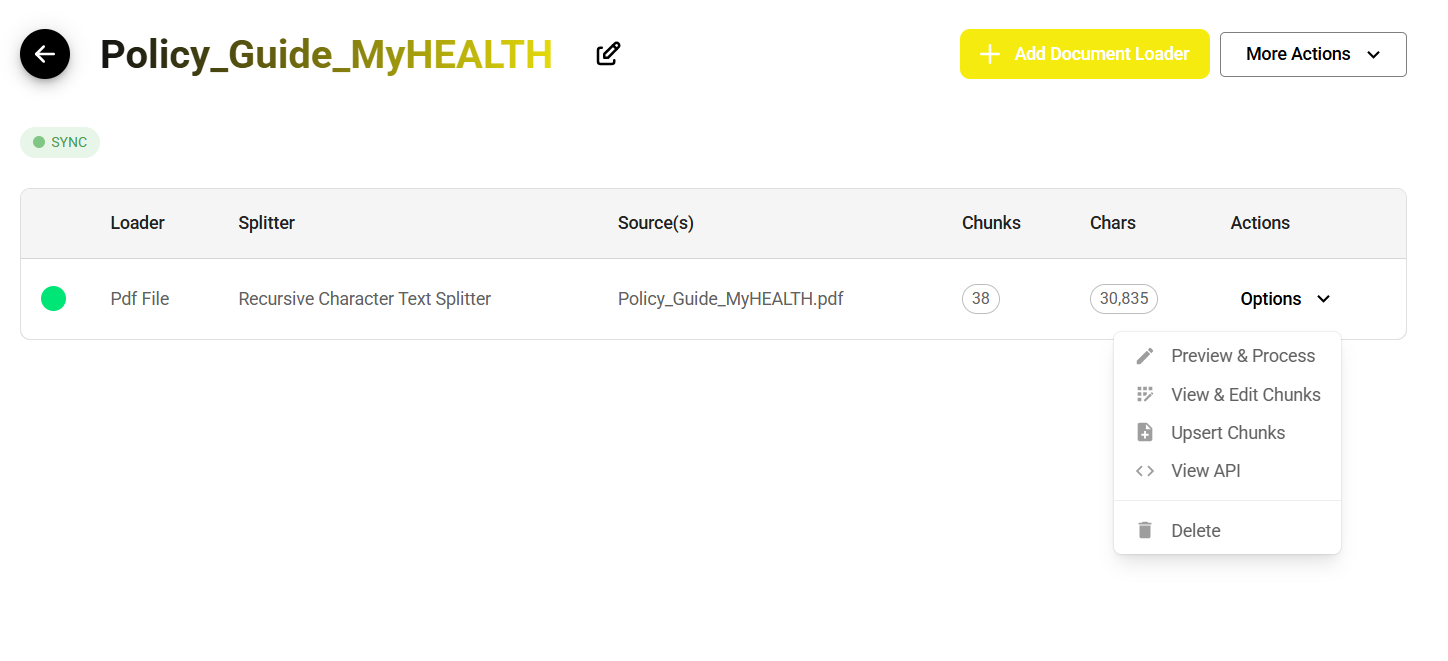 Policy_Guide_MyHEALTH
Add Document Loader
More Actions
SYNC
Loader Splitter Source(s) Chunks Chars Actions
Pdf File Recursive Character Text Splitter Policy_Guide_MyHEALTH.pdf 38 30,835 Options
Preview & Process
View & Edit Chunks
Upsert Chunks
View API
Delete